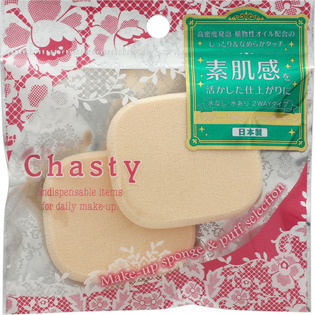 高密度発泡 植物性オイル配合の
しっとり&なめらかタッチ
素肌感を
活かした仕上がりに
水なし 水あり 2WAYタイプ
日本製
Chasty
Indispensable items
for daily make-up.
Make-up sponge & puff selection